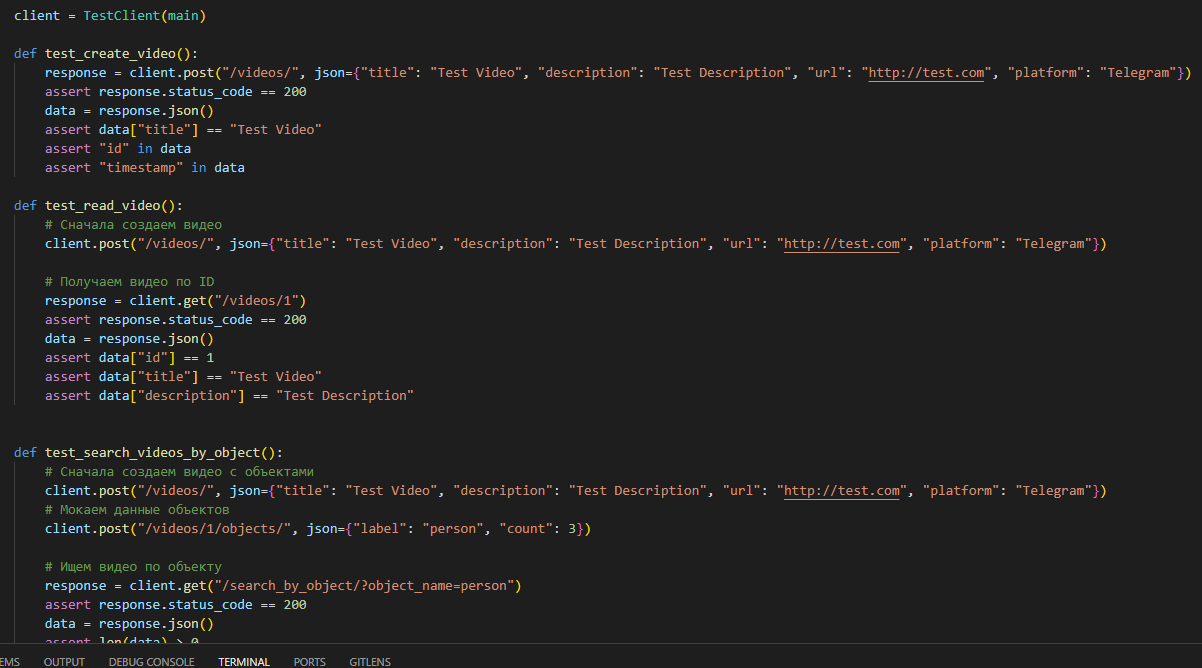 client = TestClient(main)
def test_create_video():
response = client.post("/videos/", json={"title": "Test Video", "description": "Test Description", "url": "http://test.com", "platform": "Telegram"})
assert response.status_code == 200
data = response.json()
assert data["title"] == "Test Video"
assert "id" in data
assert "timestamp" in data
def test_read_video():
# Сначала создаем видео
client.post("/videos/", json={"title": "Test Video", "description": "Test Description", "url": "http://test.com", "platform": "Telegram"})
# Получаем видео по ID
response = client.get("/videos/1")
assert response.status_code == 200
data = response.json()
assert data["id"] == 1
assert data["title"] == "Test Video"
assert data["description"] == "Test Description"
def test_search_videos_by_object():
# Сначала создаем видео с объектами
client.post("/videos/", json={"title": "Test Video", "description": "Test Description", "url": "http://test.com", "platform": "Telegram"})
# Мокаем данные объектов
client.post("/videos/1/objects/", json={"label": "person", "count": 3})
# Ищем видео по объекту
response = client.get("/search_by_object/?object_name=person")
assert response.status_code == 200
data = response.json()
assert len(data) > 0
EMS OUTPUT DEBUG CONSOLE TERMINAL PORTS GITLENS